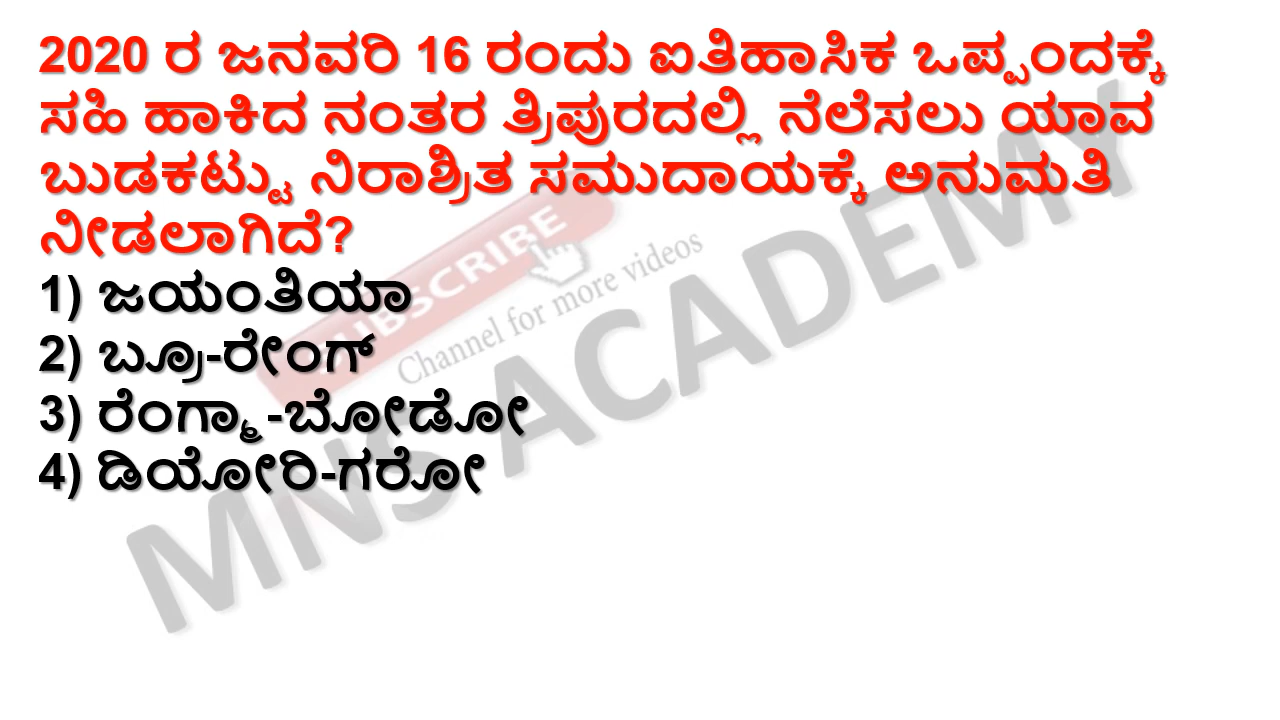 2020 ರ ಜನವರಿ 16 ರಂದು ಐತಿಹಾಸಿಕ ಒಪ್ಪಂದಕ್ಕೆ
ಸಹಿ ಹಾಕಿದ ನಂತರ ತ್ರಿಪುರದಲ್ಲಿ ನೆಲೆಸಲು ಯಾವ
ಬುಡಕಟ್ಟು ನಿರಾಶ್ರಿತ ಸಮುದಾಯಕ್ಕೆ ಅನುಮತಿ
ನೀಡಲಾಗಿದೆ?
1) ಜಯಂತಿಯಾ
2) ಬ್ರೂ-ರೇಂಗ್
3) ರೆಂಗ್ಮಾ-ಬೋಡೋ
4) ಡಿಯೋರಿ-ಗರೋ
SUBSCRIBE
Channel for more videos
MNS ACADEMY